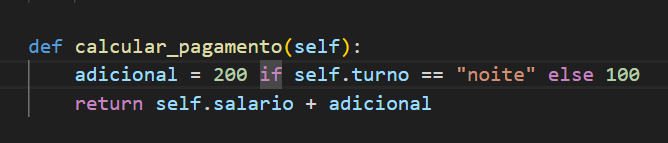 def calcular_pagamento(self):
    adicional = 200 if self.turno == "noite" else 100
    return self.salario + adicional